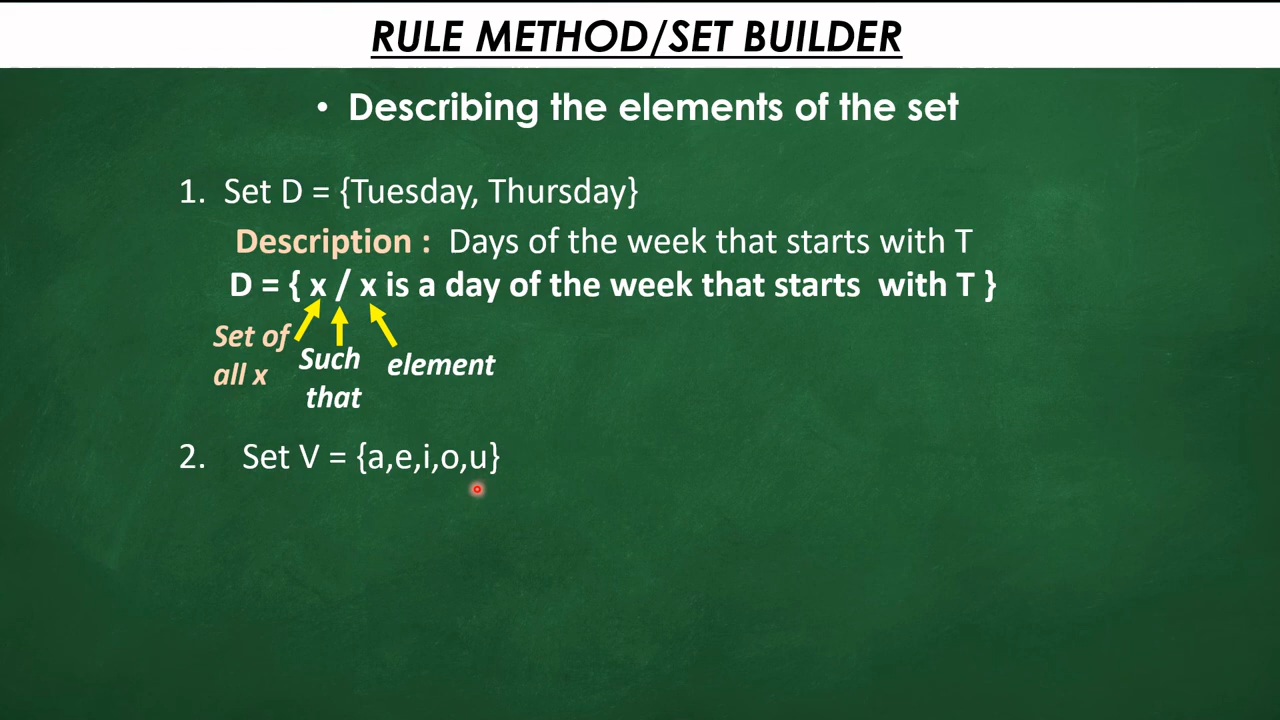 RULE METHOD/SET BUILDER
• Describing the elements of the set
1. Set D = {Tuesday, Thursday}
Description : Days of the week that starts with T
D = { x / x is a day of the week that starts with T }
Set of
all x
Such
that
element
2. Set V = {a,e,i,o,u}